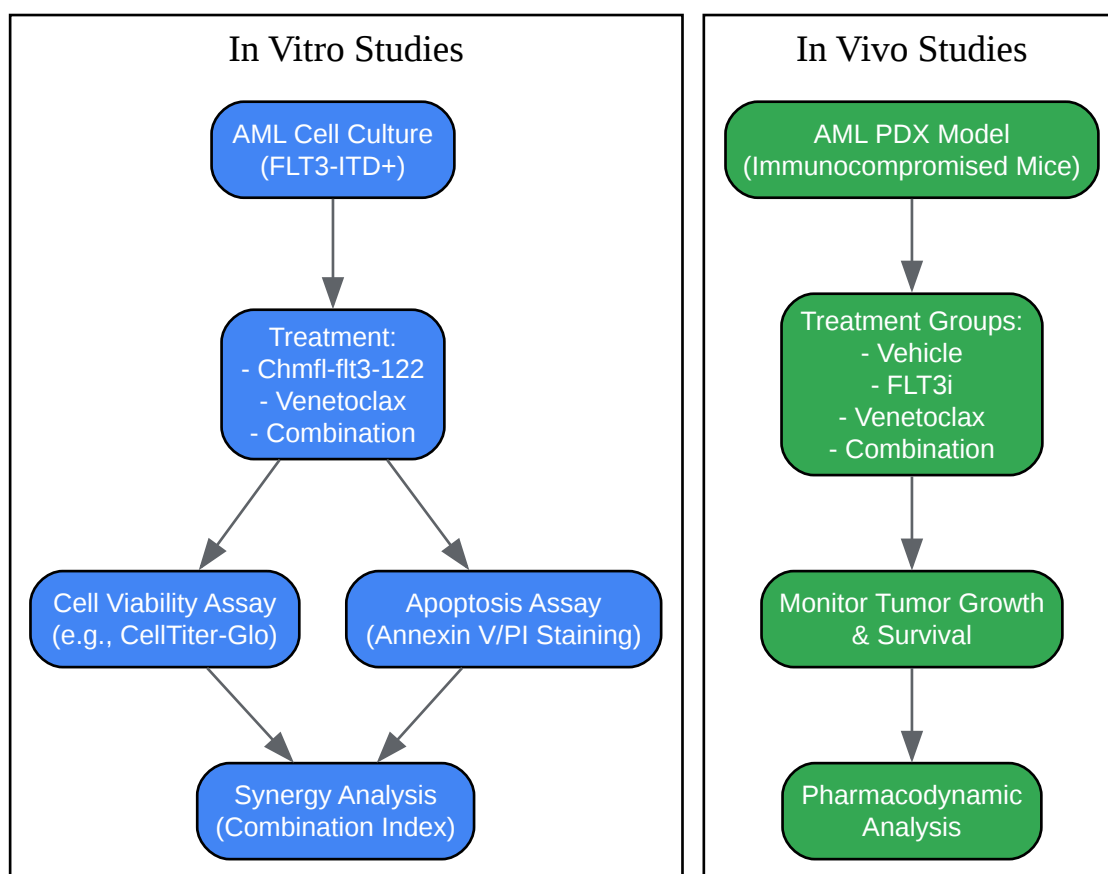 In Vitro Studies
AML Cell Culture
(FLT3-ITD+)
Treatment:
- Chmfl-flt3-122
- Venetoclax
- Combination
Cell Viability Assay
(e.g., CellTiter-Glo)
Apoptosis Assay
(Annexin V/PI Staining)
Synergy Analysis
(Combination Index)
In Vivo Studies
AML PDX Model
(Immunocompromised Mice)
Treatment Groups:
- Vehicle
- FLT3i
- Venetoclax
- Combination
Monitor Tumor Growth
& Survival
Pharmacodynamic
Analysis